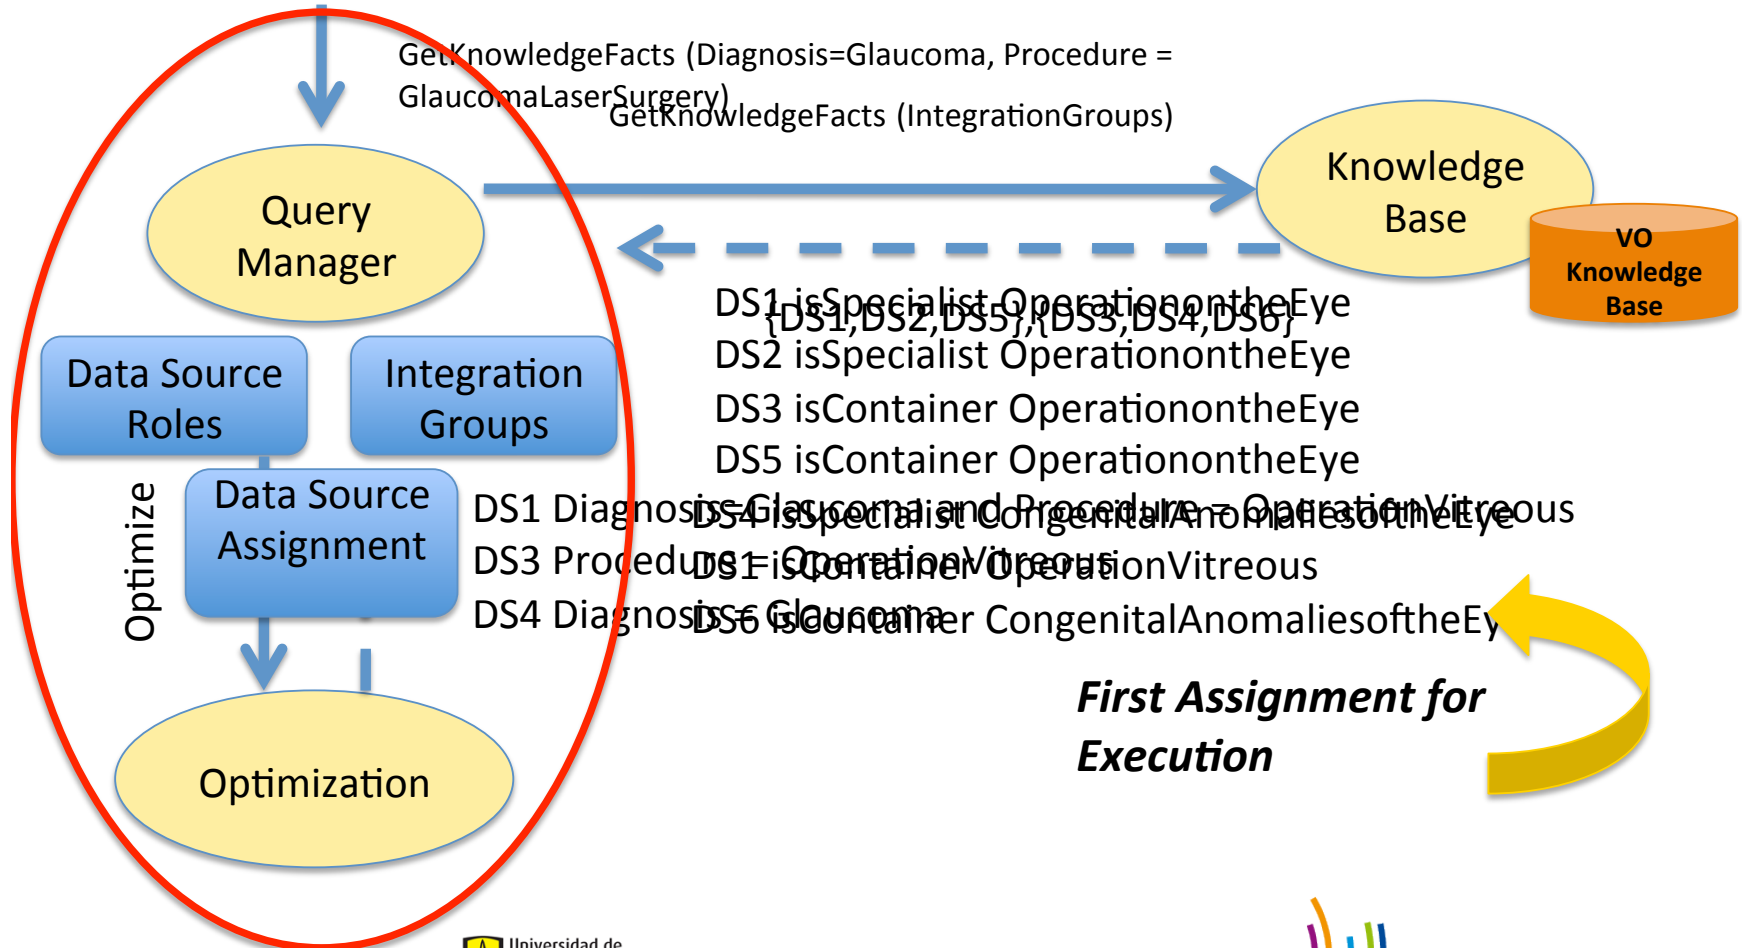 GetKnowledgeFacts (Diagnosis=Glaucoma, Procedure =
GlaucomaLaserSurgery)
GetKnowledgeFacts (IntegrationGroups)
Knowledge
Base
VO
Knowledge
Base
Query
Manager
DS1 isSpecialist OperationontheEye
{DS1,DS2,DS5},{DS3,DS4,DS6}
DS2 isSpecialist OperationontheEye
DS3 isContainer OperationontheEye
DS5 isContainer OperationontheEye
DS4 isSpecialist CongenitalAnomaliesoftheEye
DS1 isContainer OperationVitreous
DS6 isContainer CongenitalAnomaliesoftheEye
Data Source
Roles
Integration
Groups
Optimize
Data Source
Assignment
DS1 Diagnosis=Glaucoma and Procedure = OperationVitreous
DS3 Procedure = OperationVitreous
DS4 Diagnosis = Glaucoma
First Assignment for
Execution
Optimization
Universidad de